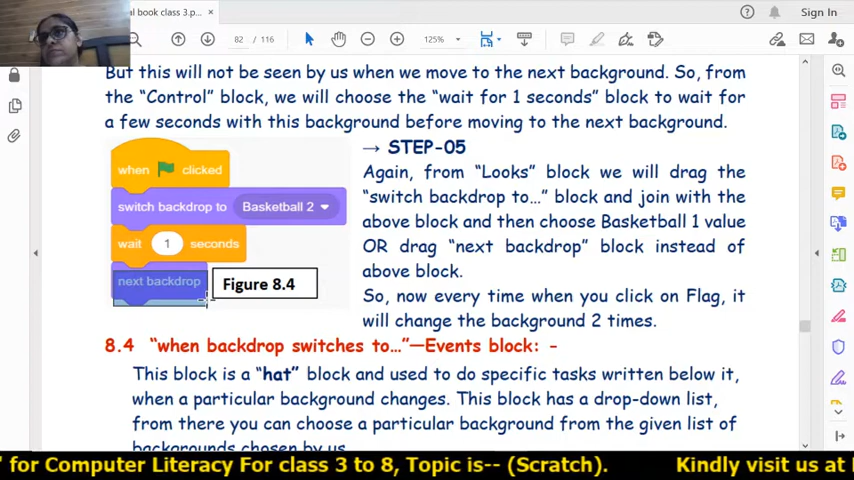 al book class 3.p...
Sign In
82 / 116
125%
But this will not be seen by us when we move to the next background. So, from
the “Control” block, we will choose the “wait for 1 seconds” block to wait for
a few seconds with this background before moving to the next background.
→ STEP-05
Again, from “Looks” block we will drag the
“switch backdrop to...” block and join with the
above block and then choose Basketball 1 value
OR drag “next backdrop” block instead of
above block.
So, now every time when you click on Flag, it
will change the background 2 times.
when clicked
switch backdrop to Basketball 2
wait 1 seconds
next backdrop
Figure 8.4
8.4 “when backdrop switches to…”—Events block: -
This block is a “hat” block and used to do specific tasks written below it,
when a particular background changes. This block has a drop-down list,
from there you can choose a particular background from the given list of
backgrounds chosen by us.
' for Computer Literacy For class 3 to 8, Topic is-- (Scratch). Kindly visit us at